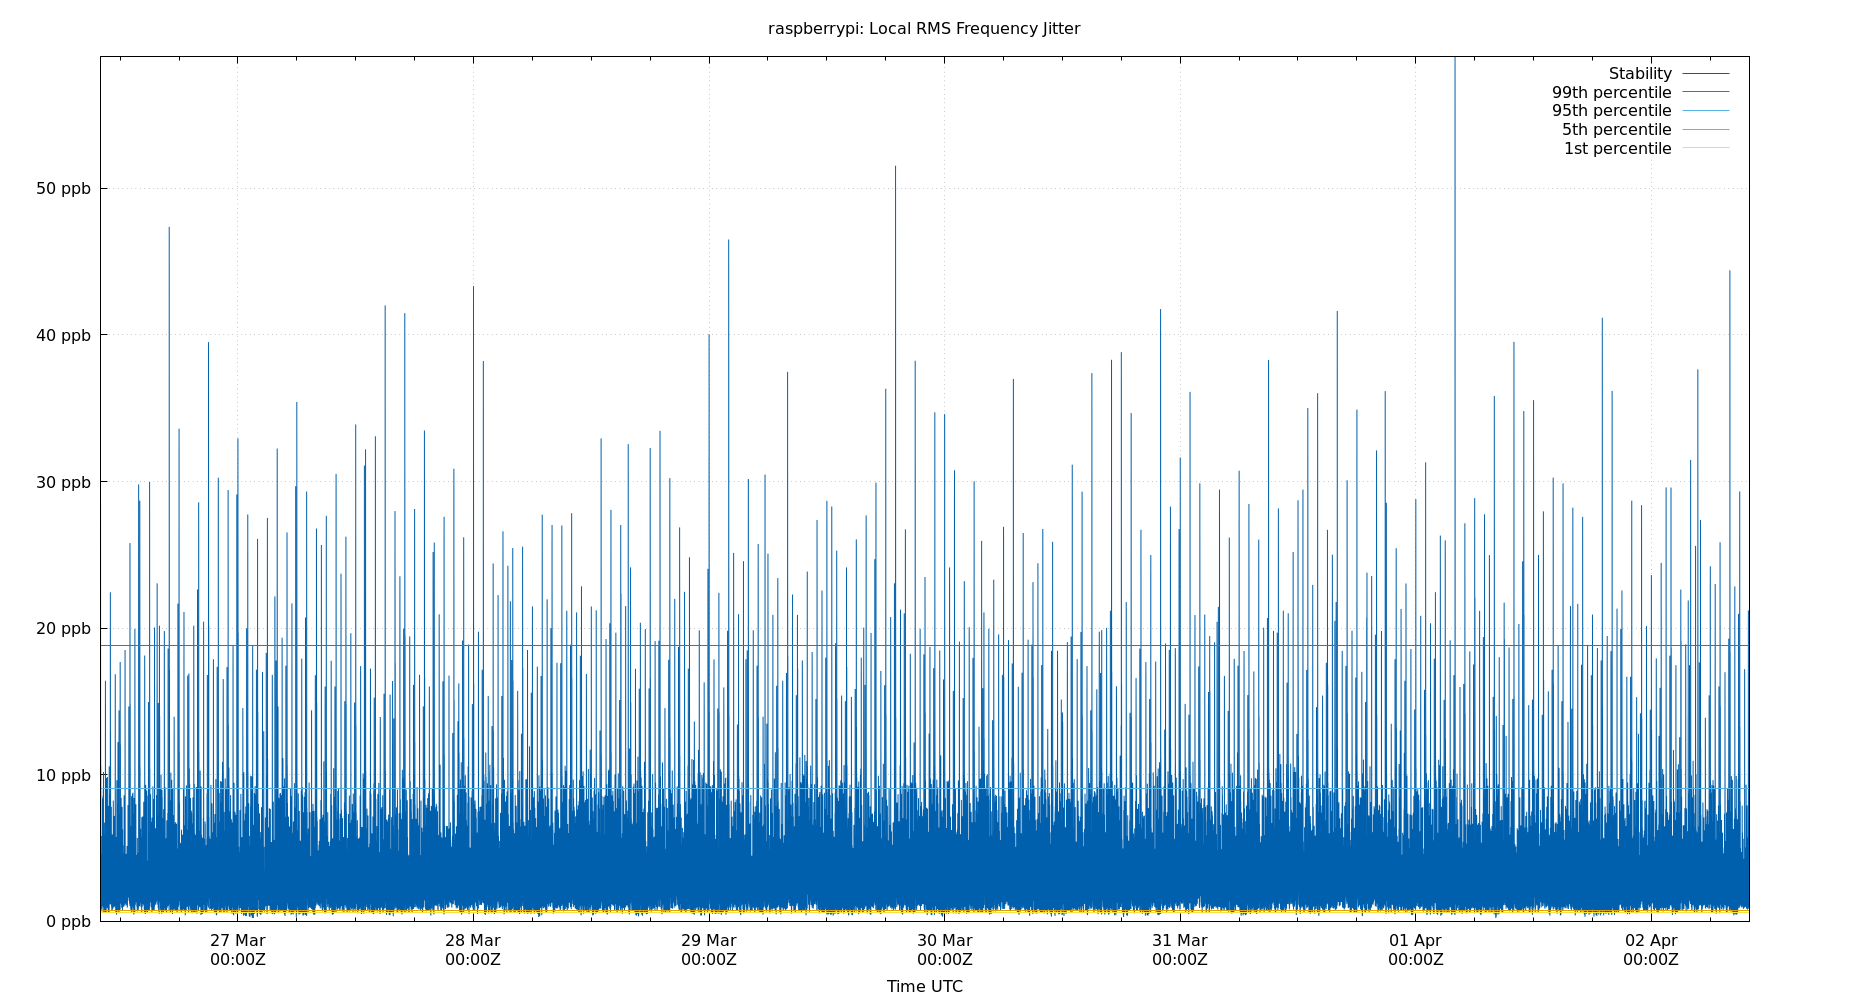 raspberrypi: Local RMS Frequency Jitter
Stability
99th percentile
95th percentile
5th percentile
1st percentile
50 ppb
40 ppb
30 ppb
20 ppb
10 ppb
0 ppb
27 Mar 28 Mar 29 Mar 30 Mar 31 Mar 01 Apr 02 Apr
00:00Z 00:00Z 00:00Z 00:00Z 00:00Z 00:00Z 00:00Z
Time UTC